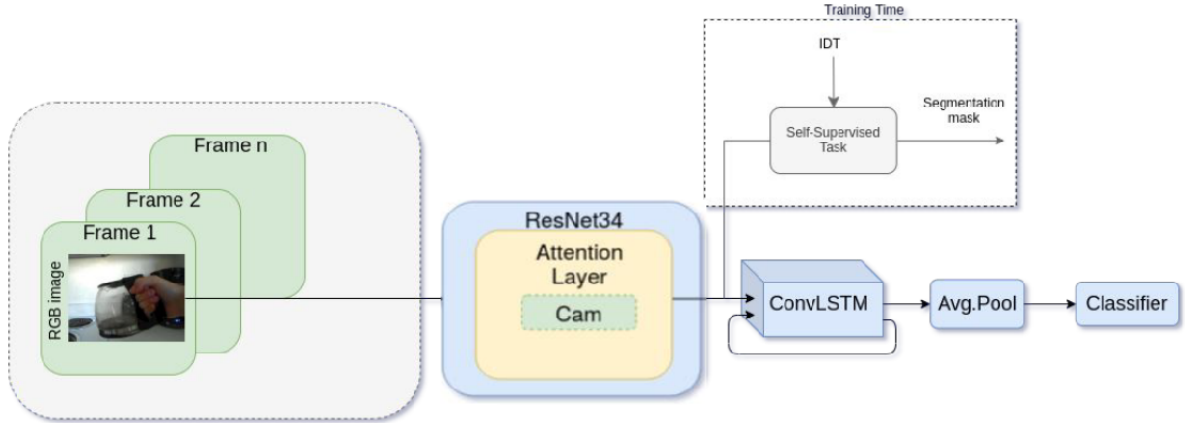 Training Time
IDT
Segmentation
mask
Self-Supervised
Task
Frame n
Frame 2
Frame 1
RGB image
ResNet34
Attention
Layer
Cam
ConvLSTM
Avg.Pool
Classifier